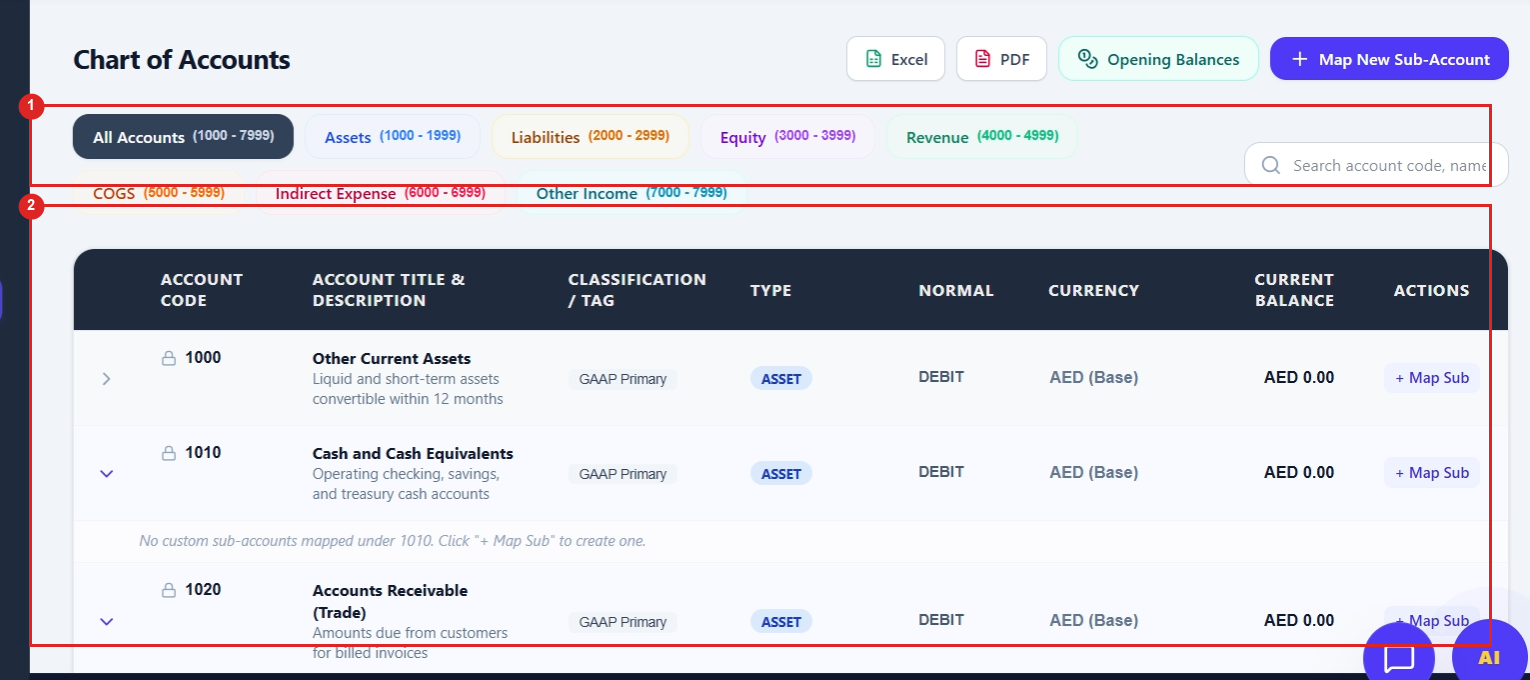 Chart of Accounts
Excel
PDF
Opening Balances
Map New Sub-Account
1
All Accounts (1000 - 7999)
Assets (1000 - 1999)
Liabilities (2000 - 2999)
Equity (3000 - 3999)
Revenue (4000 - 4999)
Search account code, name
COGS (5000 - 5999)
Indirect Expense (6000 - 6999)
Other Income (7000 - 7999)
2
ACCOUNT
CODE
ACCOUNT TITLE &
DESCRIPTION
CLASSIFICATION
/ TAG
TYPE
NORMAL
CURRENCY
CURRENT
BALANCE
ACTIONS
1000
Other Current Assets
Liquid and short-term assets
convertible within 12 months
GAAP Primary
ASSET
DEBIT
AED (Base)
AED 0.00
+ Map Sub
1010
Cash and Cash Equivalents
Operating checking, savings,
and treasury cash accounts
GAAP Primary
ASSET
DEBIT
AED (Base)
AED 0.00
+ Map Sub
No custom sub-accounts mapped under 1010. Click "+ Map Sub" to create one.
1020
Accounts Receivable
(Trade)
Amounts due from customers
for billed invoices
GAAP Primary
ASSET
DEBIT
AED (Base)
AED 0.00
+ Map Sub
AI